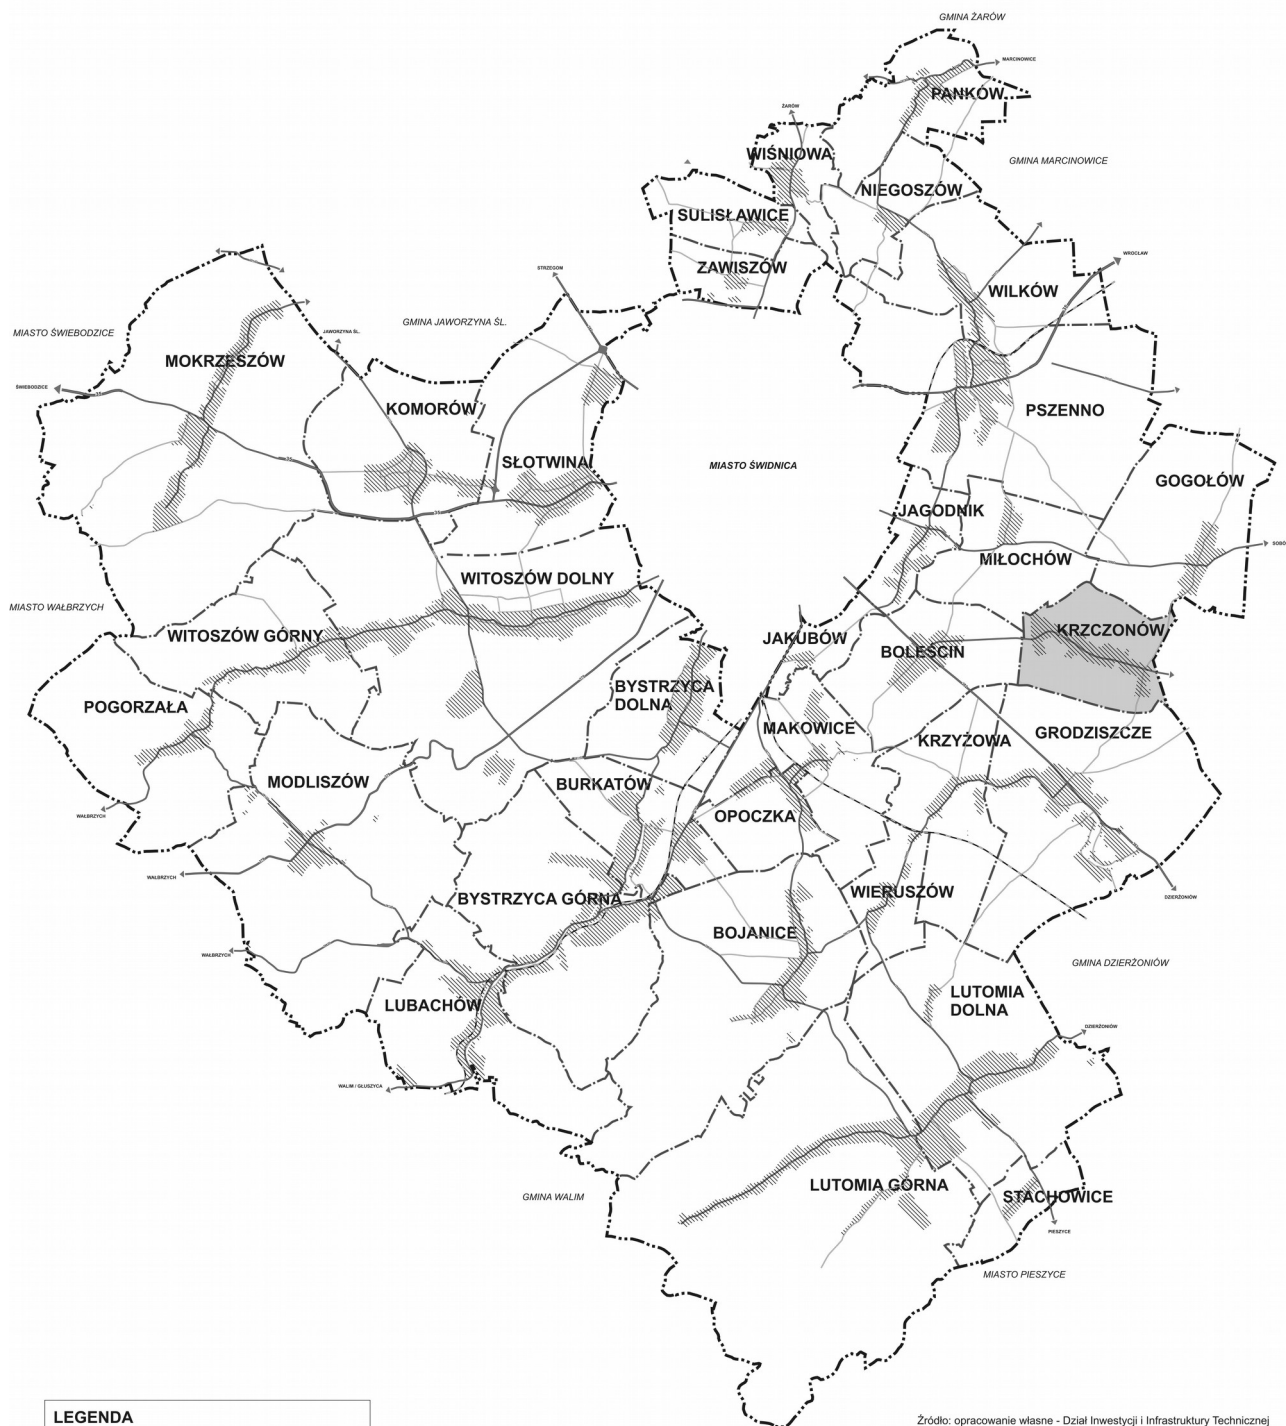 GMINA ŻARÓW
MARCINOWICE
PANKÓW
ŻARÓW
WIŚNIOWA
GMINA MARCINOWICE
NIEGOSZÓW
SULISŁAWICE
ZAWISZÓW
WROCŁAW
STRZEGOM
WILKÓW
GMINA JAWORZYNA ŚL.
JAWORZYNA ŚL.
MIASTO ŚWIEBODZICE
MOKRZESZÓW
ŚWIEBODZICE
KOMORÓW
PSZENNO
SŁOTWINA
MIASTO ŚWIDNICA
GOGOŁÓW
JAGODNIK
MIŁOCHÓW
WITOSZÓW DOLNY
MIASTO WAŁBRZYCH
WITOSZÓW GÓRNY
JAKUBÓW
BOLEŚCIN
KRZCZONÓW
BYSTRZYCA
DOLNA
POGORZAŁA
MAKOWICE
KRZYŻOWA
GRODZISZCZE
MODLISZÓW
BURKATÓW
OPOCZKA
WAŁBRZYCH
WAŁBRZYCH
BYSTRZYCA GÓRNA
WIERUSZÓW
DZIERŻONIÓW
BOJANICE
WAŁBRZYCH
GMINA DZIERŻONIÓW
LUBACHÓW
LUTOMIA
DOLNA
DZIERŻONIÓW
WALIM / GŁUSZYCA
LUTOMIA GÓRNA
GMINA WALIM
STACHOWICE
PIESZYCE
MIASTO PIESZYCE
LEGENDA
Źródło: opracowanie własne - Dział Inwestycji i Infrastruktury Technicznej